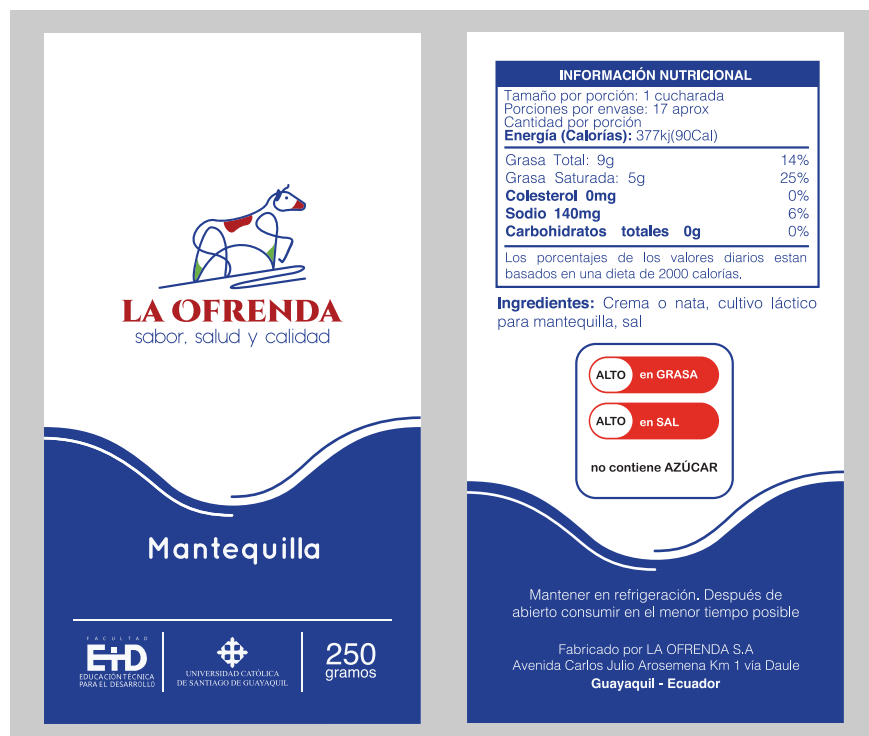 LA OFRENDA
sabor, salud y calidad
Mantequilla
FACULTAD
E+D
EDUCACIÓN TÉCNICA
PARA EL DESARROLLO
UNIVERSIDAD CATÓLICA
DE SANTIAGO DE GUAYAQUIL
250
gramos
INFORMACIÓN NUTRICIONAL
Tamaño por porción: 1 cucharada
Porciones por envase: 17 aprox
Cantidad por porción
Energía (Calorías): 377kj(90Cal)
Grasa Total: 9g 14%
Grasa Saturada: 5g 25%
Colesterol 0mg 0%
Sodio 140mg 6%
Carbohidratos totales 0g 0%
Los porcentajes de los valores diarios estan
basados en una dieta de 2000 calorías.
Ingredientes: Crema o nata, cultivo láctico
para mantequilla, sal
ALTO en GRASA
ALTO en SAL
no contiene AZÚCAR
Mantener en refrigeración. Después de
abierto consumir en el menor tiempo posible
Fabricado por LA OFRENDA S.A
Avenida Carlos Julio Arosemena Km 1 vía Daule
Guayaquil - Ecuador